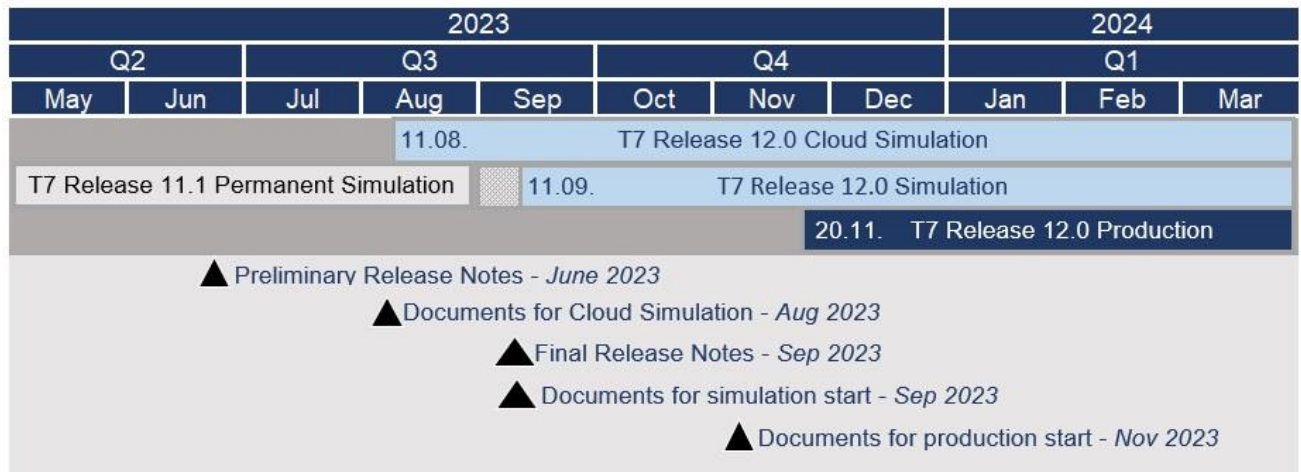 2023 2024
Q2 Q3 Q4 Q1
May Jun Jul Aug Sep Oct Nov Dec Jan Feb Mar
11.08. T7 Release 12.0 Cloud Simulation
T7 Release 11.1 Permanent Simulation 11.09. T7 Release 12.0 Simulation
20.11. T7 Release 12.0 Production
Preliminary Release Notes - June 2023
Documents for Cloud Simulation - Aug 2023
Final Release Notes - Sep 2023
Documents for simulation start - Sep 2023
Documents for production start - Nov 2023